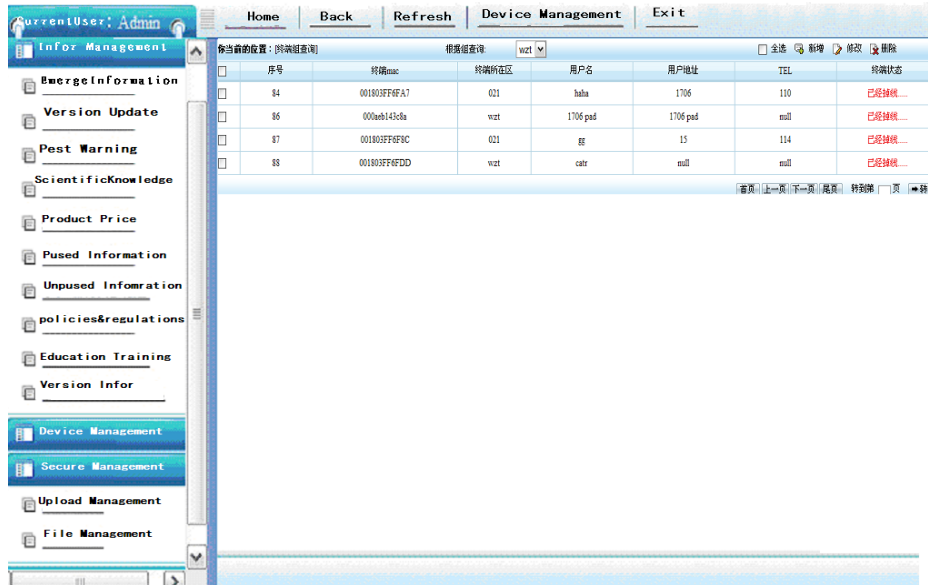 CurrentUser: Admin
Home Back Refresh Device Management Exit
Infor Management
EmergeInformation
Version Update
Pest Warning
ScientificKnowledge
Product Price
Pused Information
Unpused Infomration
policies&regulations
Education Training
Version Infor
Device Management
Secure Management
Upload Management
File Management
你当前的位置：[终端组查询] 根据组查询: wzt 全选 新增 修改 删除
序号 终端mac 终端所在区 用户名 用户地址 TEL 终端状态
84 001803FF6FA7 021 haha 1706 110 已经掉线.....
86 000aeb143c8a wzt 1706 pad 1706 pad null 已经掉线.....
87 001803FF6F8C 021 gg 15 114 已经掉线.....
88 001803FF6FDD wzt catr null null 已经掉线.....
首页 上一页 下一页 尾页 转到第 页 转